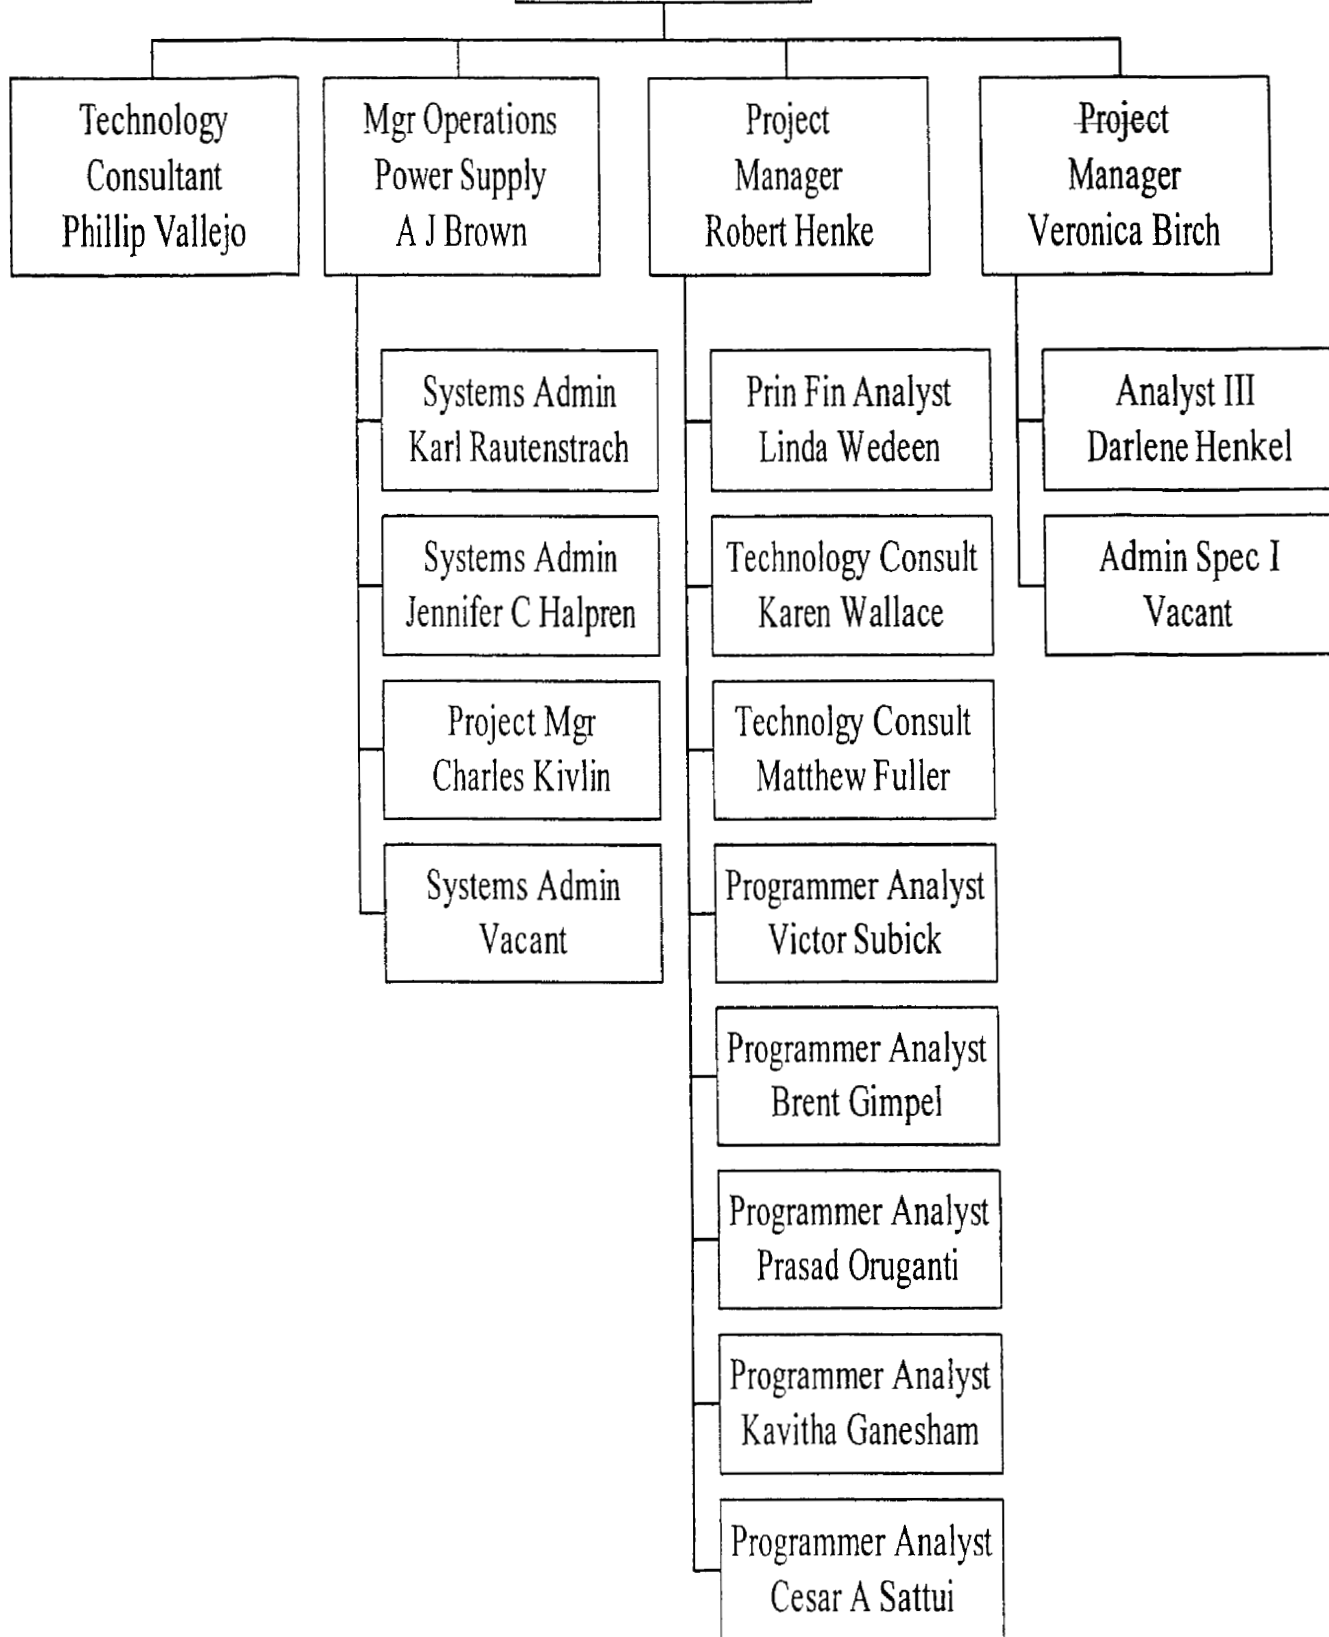 Technology
Consultant
Phillip Vallejo
Mgr Operations
Power Supply
A J Brown
Project
Manager
Robert Henke
Project
Manager
Veronica Birch
Systems Admin
Karl Rautenstrach
Systems Admin
Jennifer C Halpren
Project Mgr
Charles Kivlin
Systems Admin
Vacant
Prin Fin Analyst
Linda Wedeen
Technology Consult
Karen Wallace
Technolgy Consult
Matthew Fuller
Programmer Analyst
Victor Subick
Programmer Analyst
Brent Gimpel
Programmer Analyst
Prasad Oruganti
Programmer Analyst
Kavitha Ganesham
Programmer Analyst
Cesar A Sattui
Analyst III
Darlene Henkel
Admin Spec I
Vacant